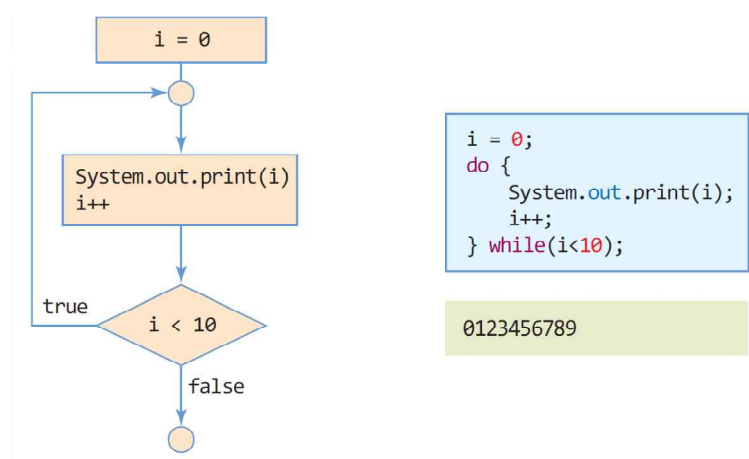 i = 0
System.out.print(i)
i++
true
i < 10
false
i = 0;
do {
    System.out.print(i);
    i++;
} while(i<10);
0123456789